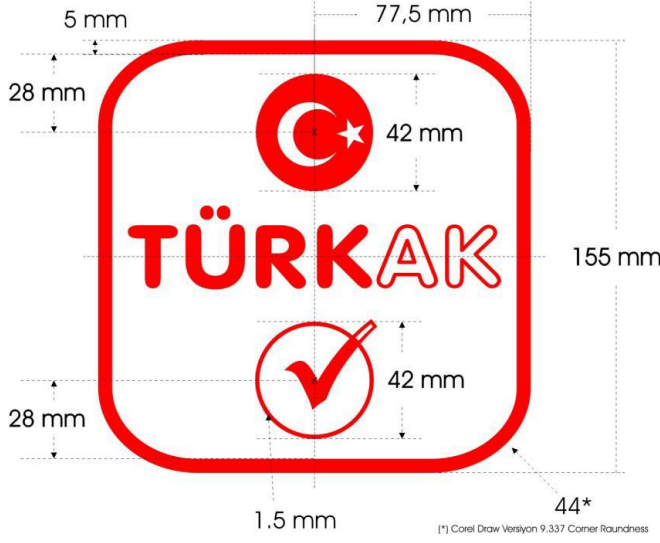 77,5 mm
5 mm
28 mm
42 mm
TÜRKAK
155 mm
42 mm
28 mm
1.5 mm
44*
(*) Corel Draw Versiyon 9.337 Corner Raundness